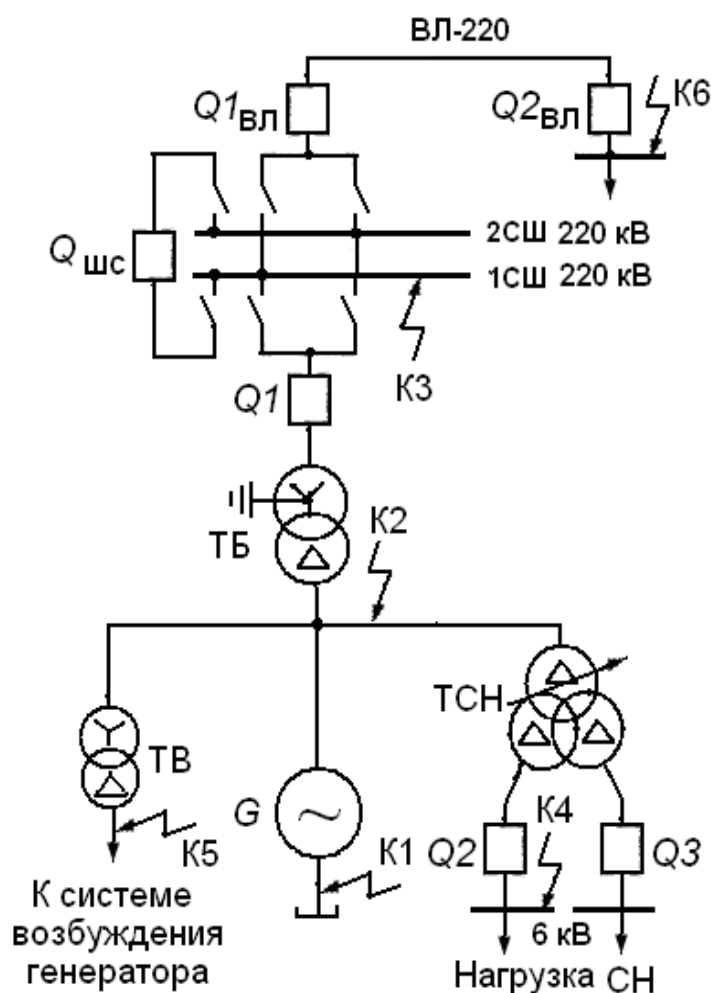 ВЛ-220
Q1ВЛ
Q2ВЛ
К6
QШС
2СШ 220 кВ
1СШ 220 кВ
К3
Q1
ТБ
К2
ТСН
ТВ
G
К5
К1
Q2
К4
Q3
К системе
возбуждения
генератора
6 кВ
Нагрузка СН